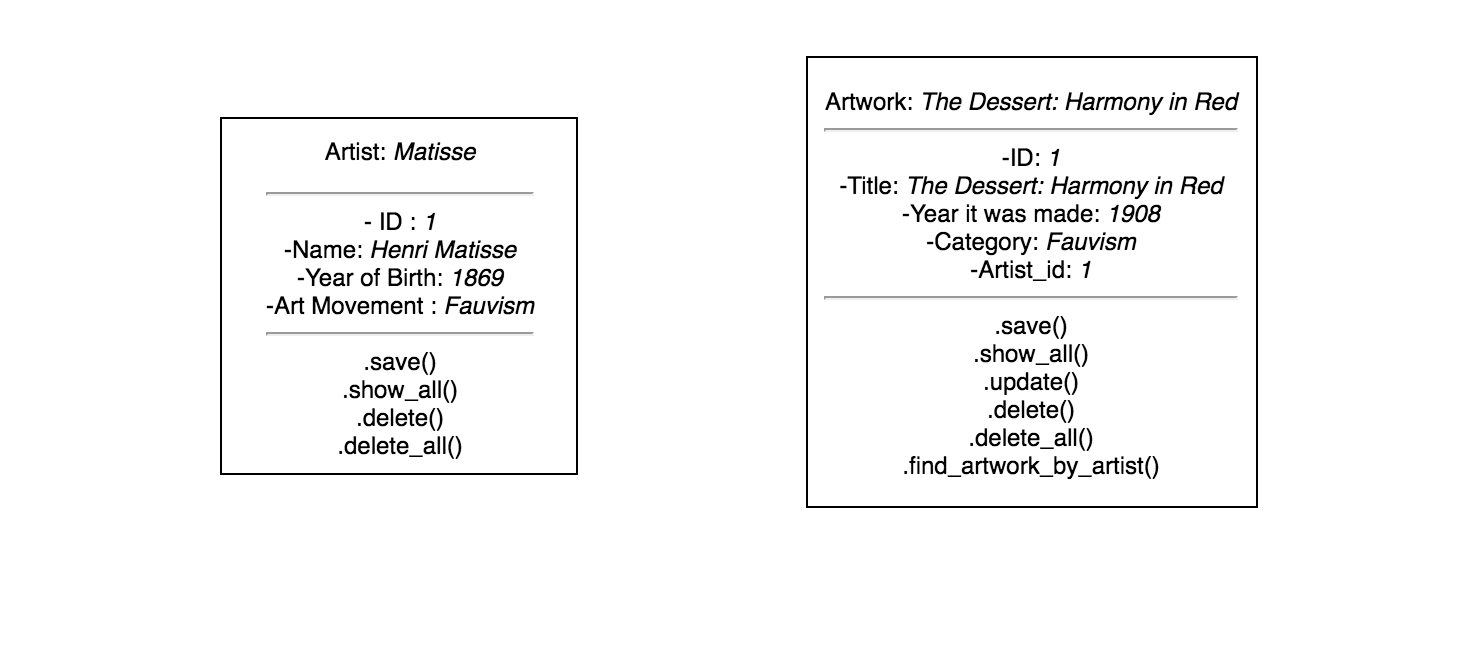 Artist: Matisse
- ID : 1
-Name: Henri Matisse
-Year of Birth: 1869
-Art Movement : Fauvism
.save()
.show_all()
.delete()
.delete_all()
Artwork: The Dessert: Harmony in Red
-ID: 1
-Title: The Dessert: Harmony in Red
-Year it was made: 1908
-Category: Fauvism
-Artist_id: 1
.save()
.show_all()
.update()
.delete()
.delete_all()
.find_artwork_by_artist()